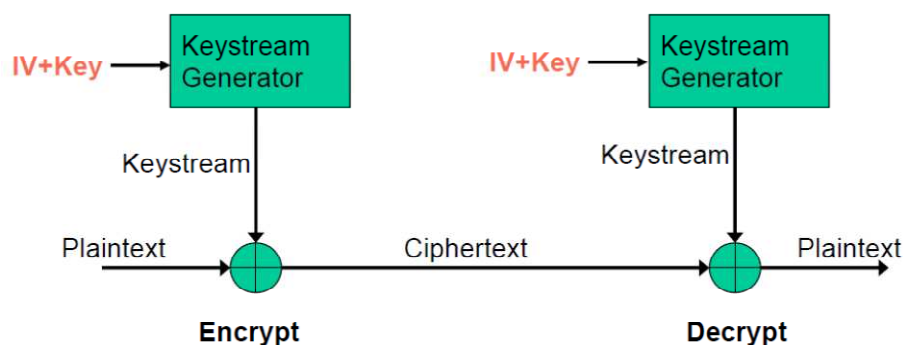 IV+Key
Keystream
Generator
IV+Key
Keystream
Generator
Keystream
Keystream
Plaintext
Ciphertext
Plaintext
Encrypt
Decrypt